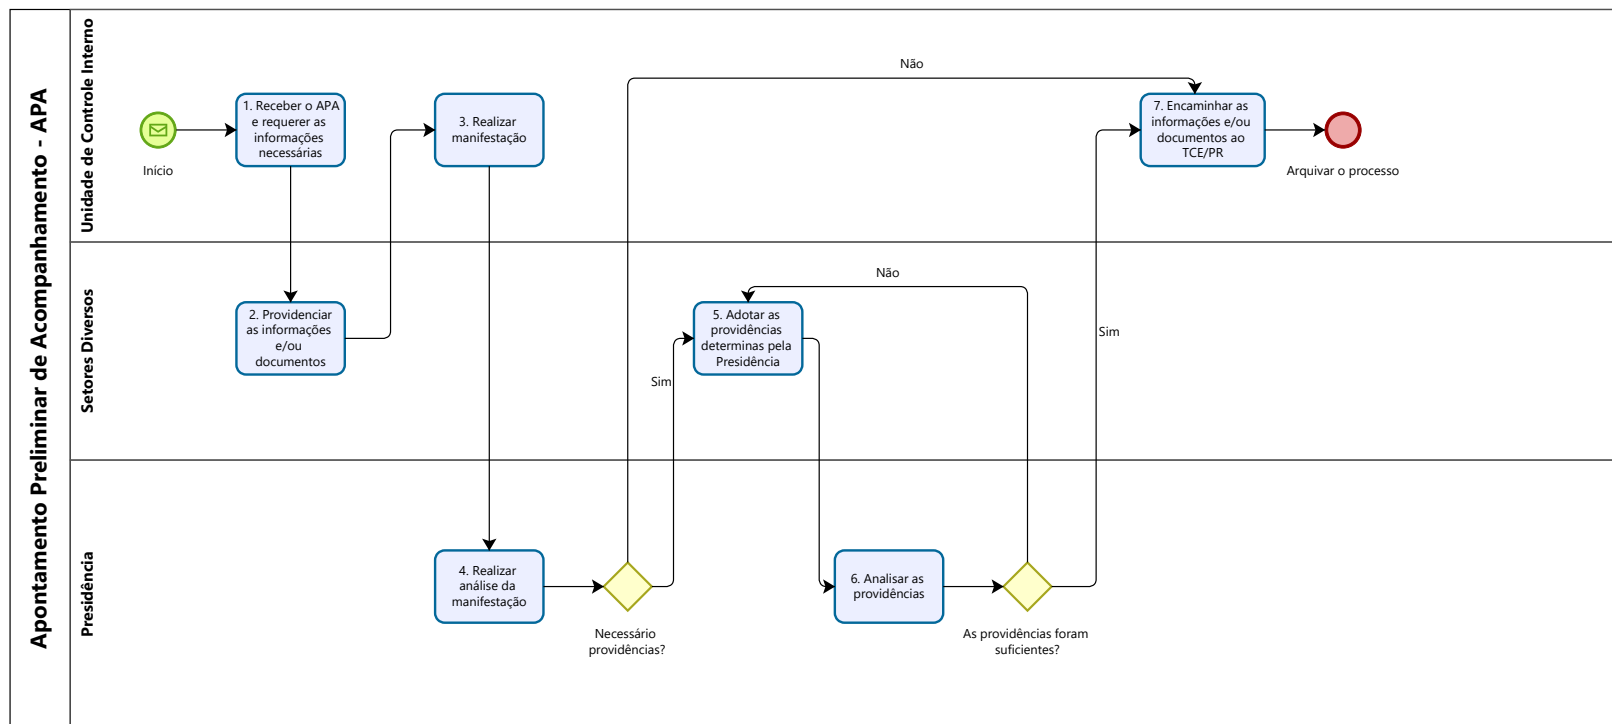 Apontamento Preliminar de Acompanhamento - APA
Unidade de Controle Interno
Início
1. Receber o APA
e requerer as
informações
necessárias
3. Realizar
manifestação
Não
7. Encaminhar as
informações e/ou
documentos ao
TCE/PR
Arquivar o processo
Setores Diversos
2. Providenciar
as informações
e/ou
documentos
Sim
5. Adotar as
providências
determinas pela
Presidência
Não
Sim
Presidência
4. Realizar
análise da
manifestação
Necessário
providências?
6. Analisar as
providências
As providências foram
suficientes?